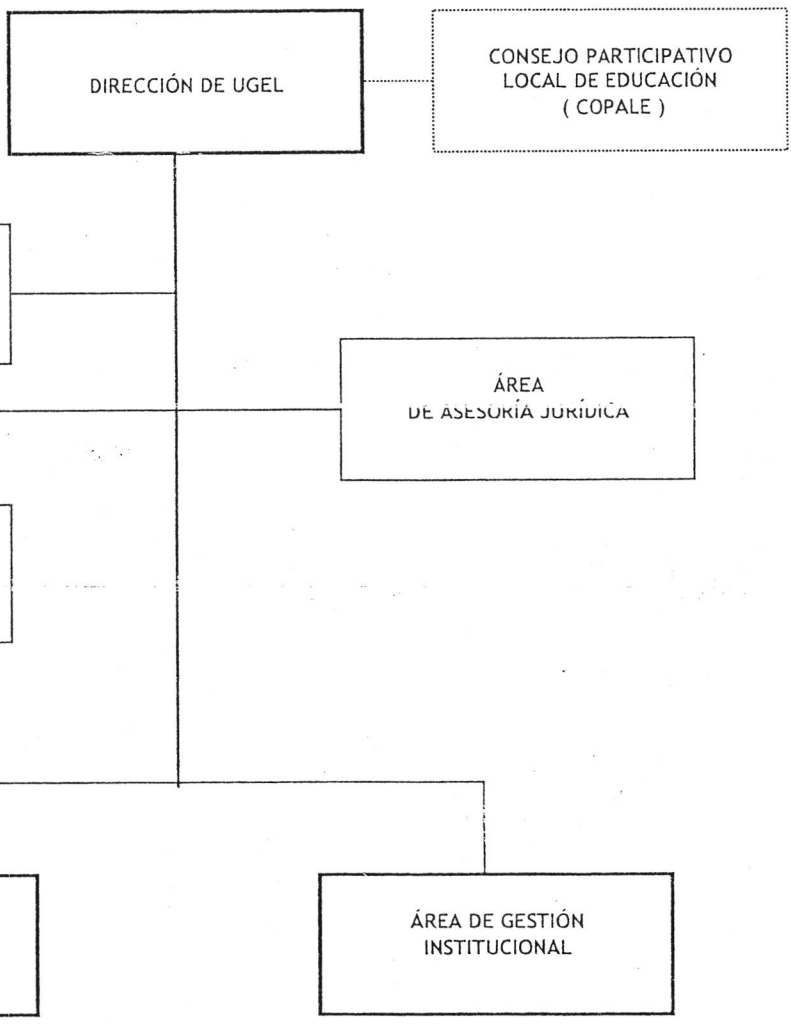 DIRECCIÓN DE UGEL
CONSEJO PARTICIPATIVO
LOCAL DE EDUCACIÓN
( COPALE )
ÁREA
DE ASESORÍA JURÍDICA
ÁREA DE GESTIÓN
INSTITUCIONAL